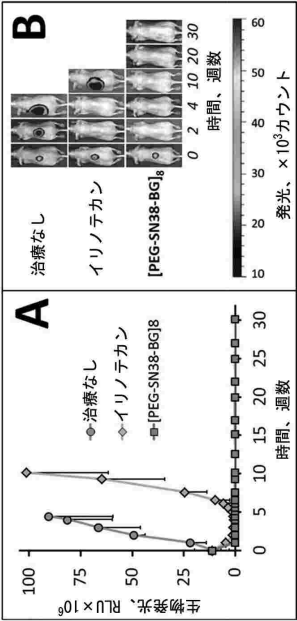 A
生物発光、RLU×10⁶
100
75
50
25
0
治療なし
イリノテカン
[PEG-SN38-BG]8
0 5 10 15 20 25 30
時間、週数
B
治療なし
イリノテカン
[PEG-SN38-BG]₈
0 2 4 10 20 30
時間、週数
10 20 30 40 50 60
発光、×10³カウント